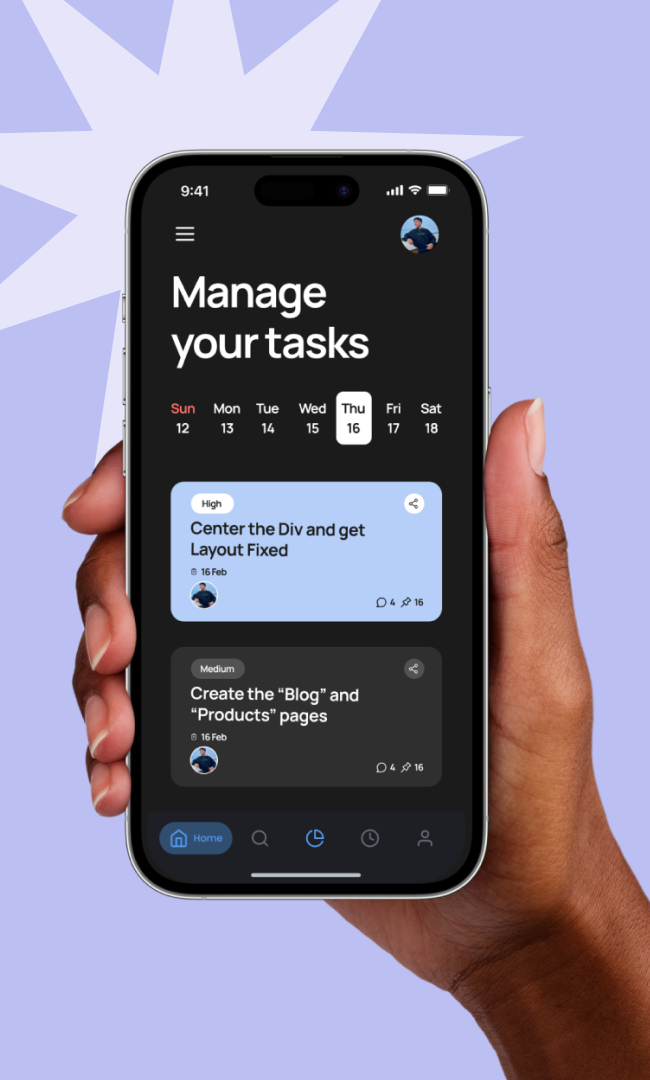 9:41
Manage
your tasks
Sun Mon Tue Wed Thu Fri Sat
12 13 14 15 16 17 18
High
Center the Div and get
Layout Fixed
16 Feb
4 16
Medium
Create the “Blog” and
“Products” pages
16 Feb
4 16
Home